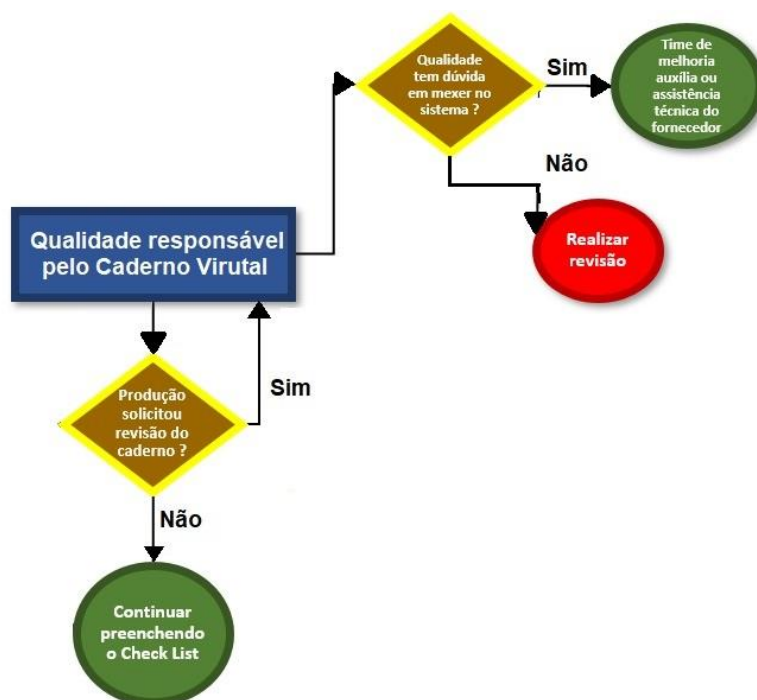 Qualidade
tem dúvida
em mexer no
sistema ?
Sim
Time de
melhoria
auxília ou
assistência
técnica do
fornecedor
Não
Realizar
revisão
Qualidade responsável
pelo Caderno Virutal
Produção
solicitou
revisão do
caderno ?
Sim
Não
Continuar
preenchendo
o Check List